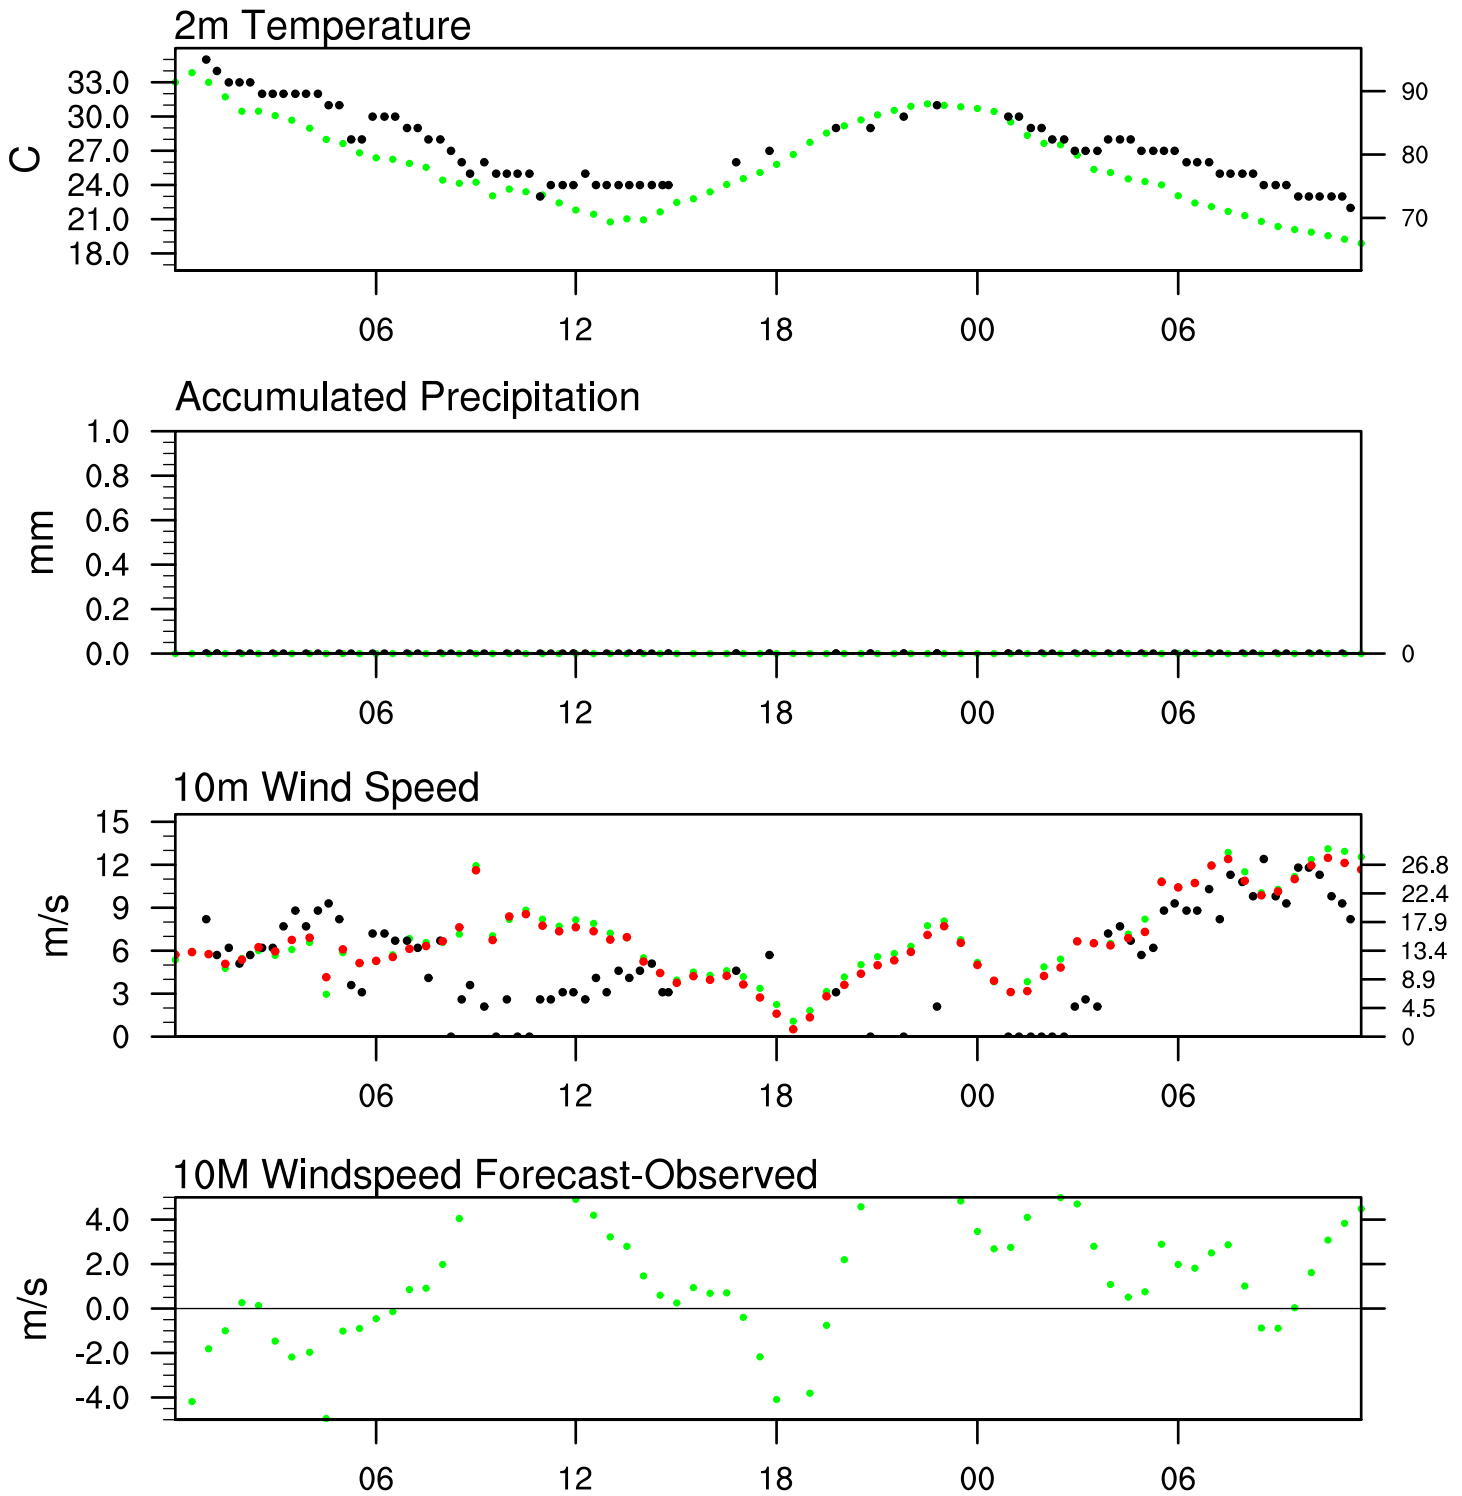 2m Temperature
C
33.0
30.0
27.0
24.0
21.0
18.0
90
80
70
06 12 18 00 06
Accumulated Precipitation
mm
1.0
0.8
0.6
0.4
0.2
0.0
0
06 12 18 00 06
10m Wind Speed
m/s
15
12
9
6
3
0
26.8
22.4
17.9
13.4
8.9
4.5
0
06 12 18 00 06
10M Windspeed Forecast-Observed
m/s
4.0
2.0
0.0
-2.0
-4.0
06 12 18 00 06